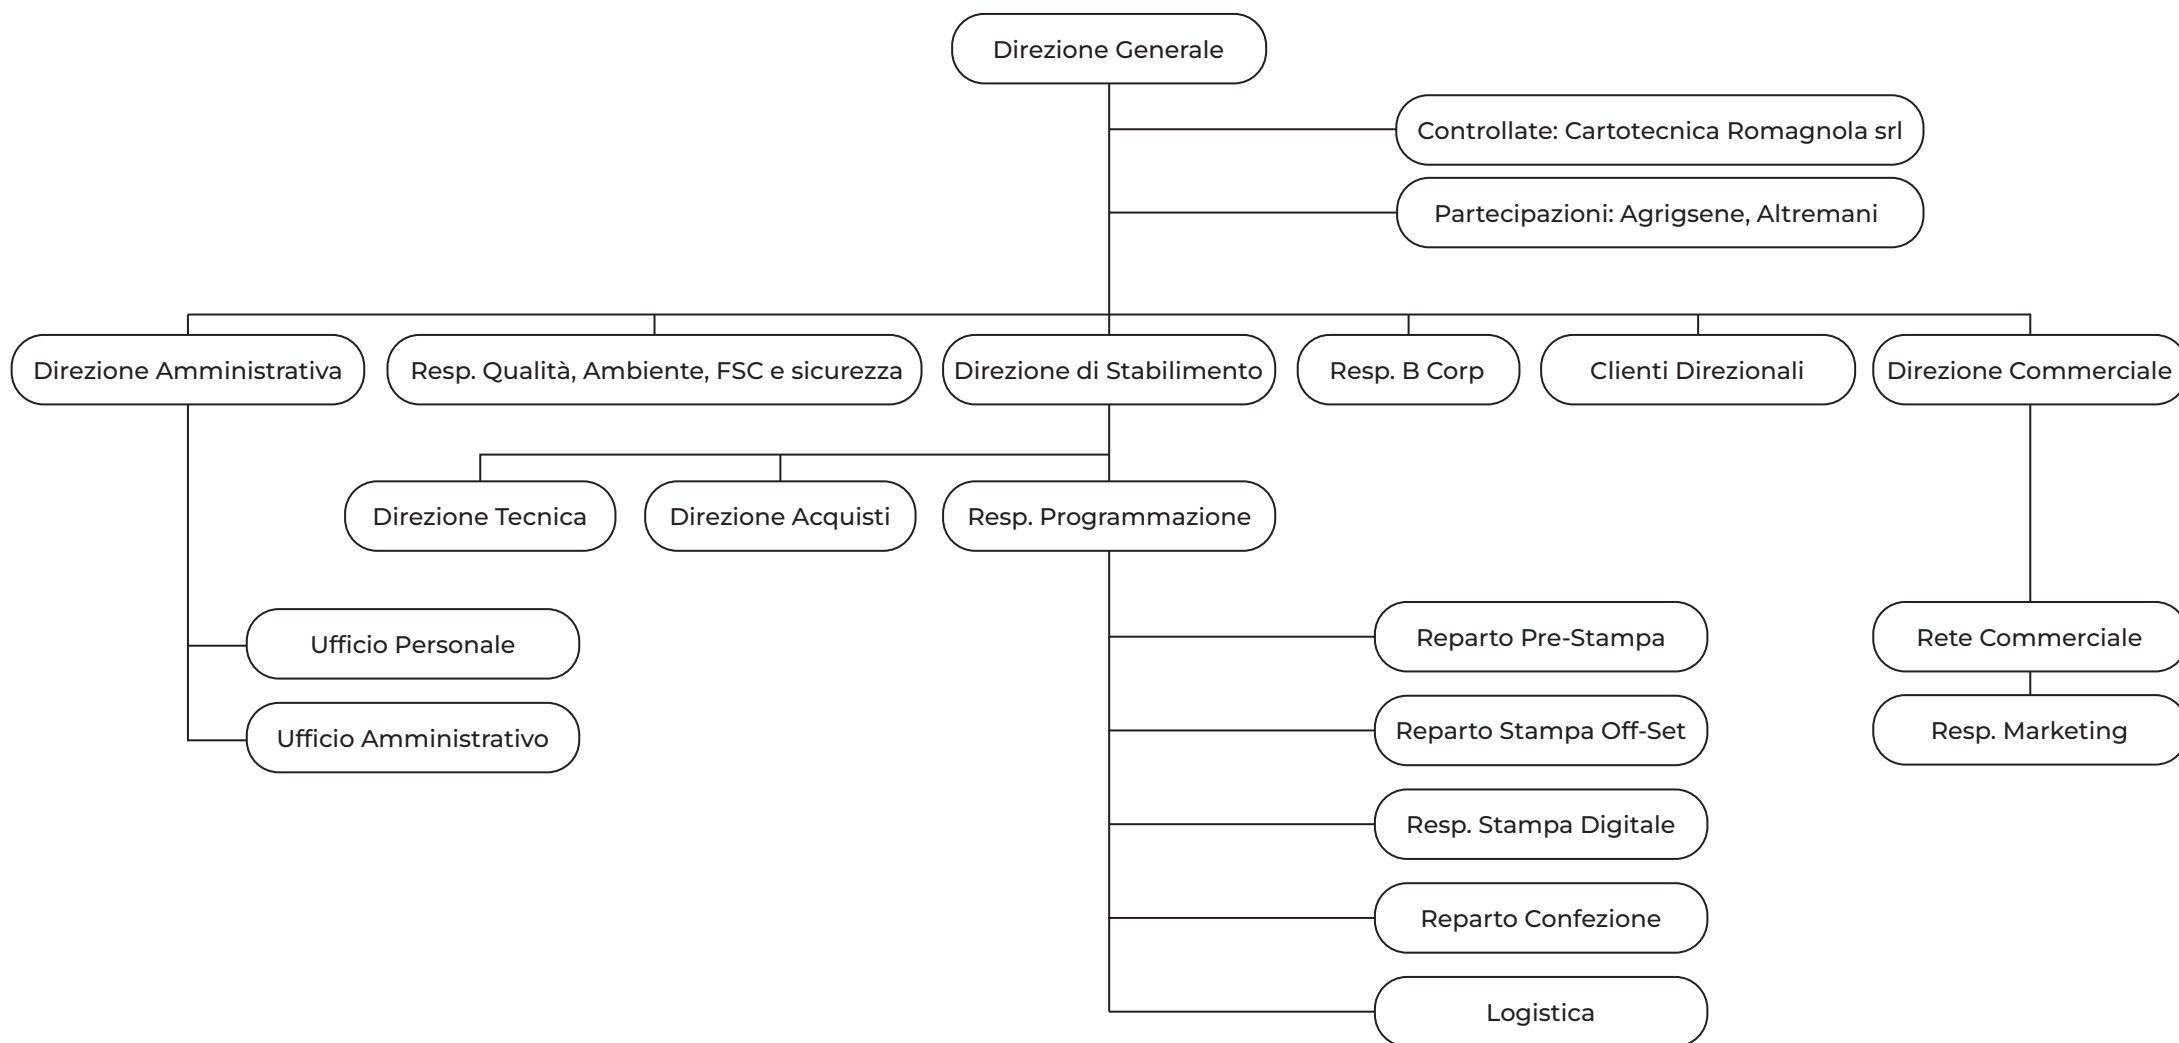 Direzione Generale
Controllate: Cartotecnica Romagnola srl
Partecipazioni: Agrigsene, Altremani
Direzione Amministrativa
Resp. Qualità, Ambiente, FSC e sicurezza
Direzione di Stabilimento
Resp. B Corp
Clienti Direzionali
Direzione Commerciale
Direzione Tecnica
Direzione Acquisti
Resp. Programmazione
Ufficio Personale
Ufficio Amministrativo
Reparto Pre-Stampa
Reparto Stampa Off-Set
Resp. Stampa Digitale
Reparto Confezione
Logistica
Rete Commerciale
Resp. Marketing